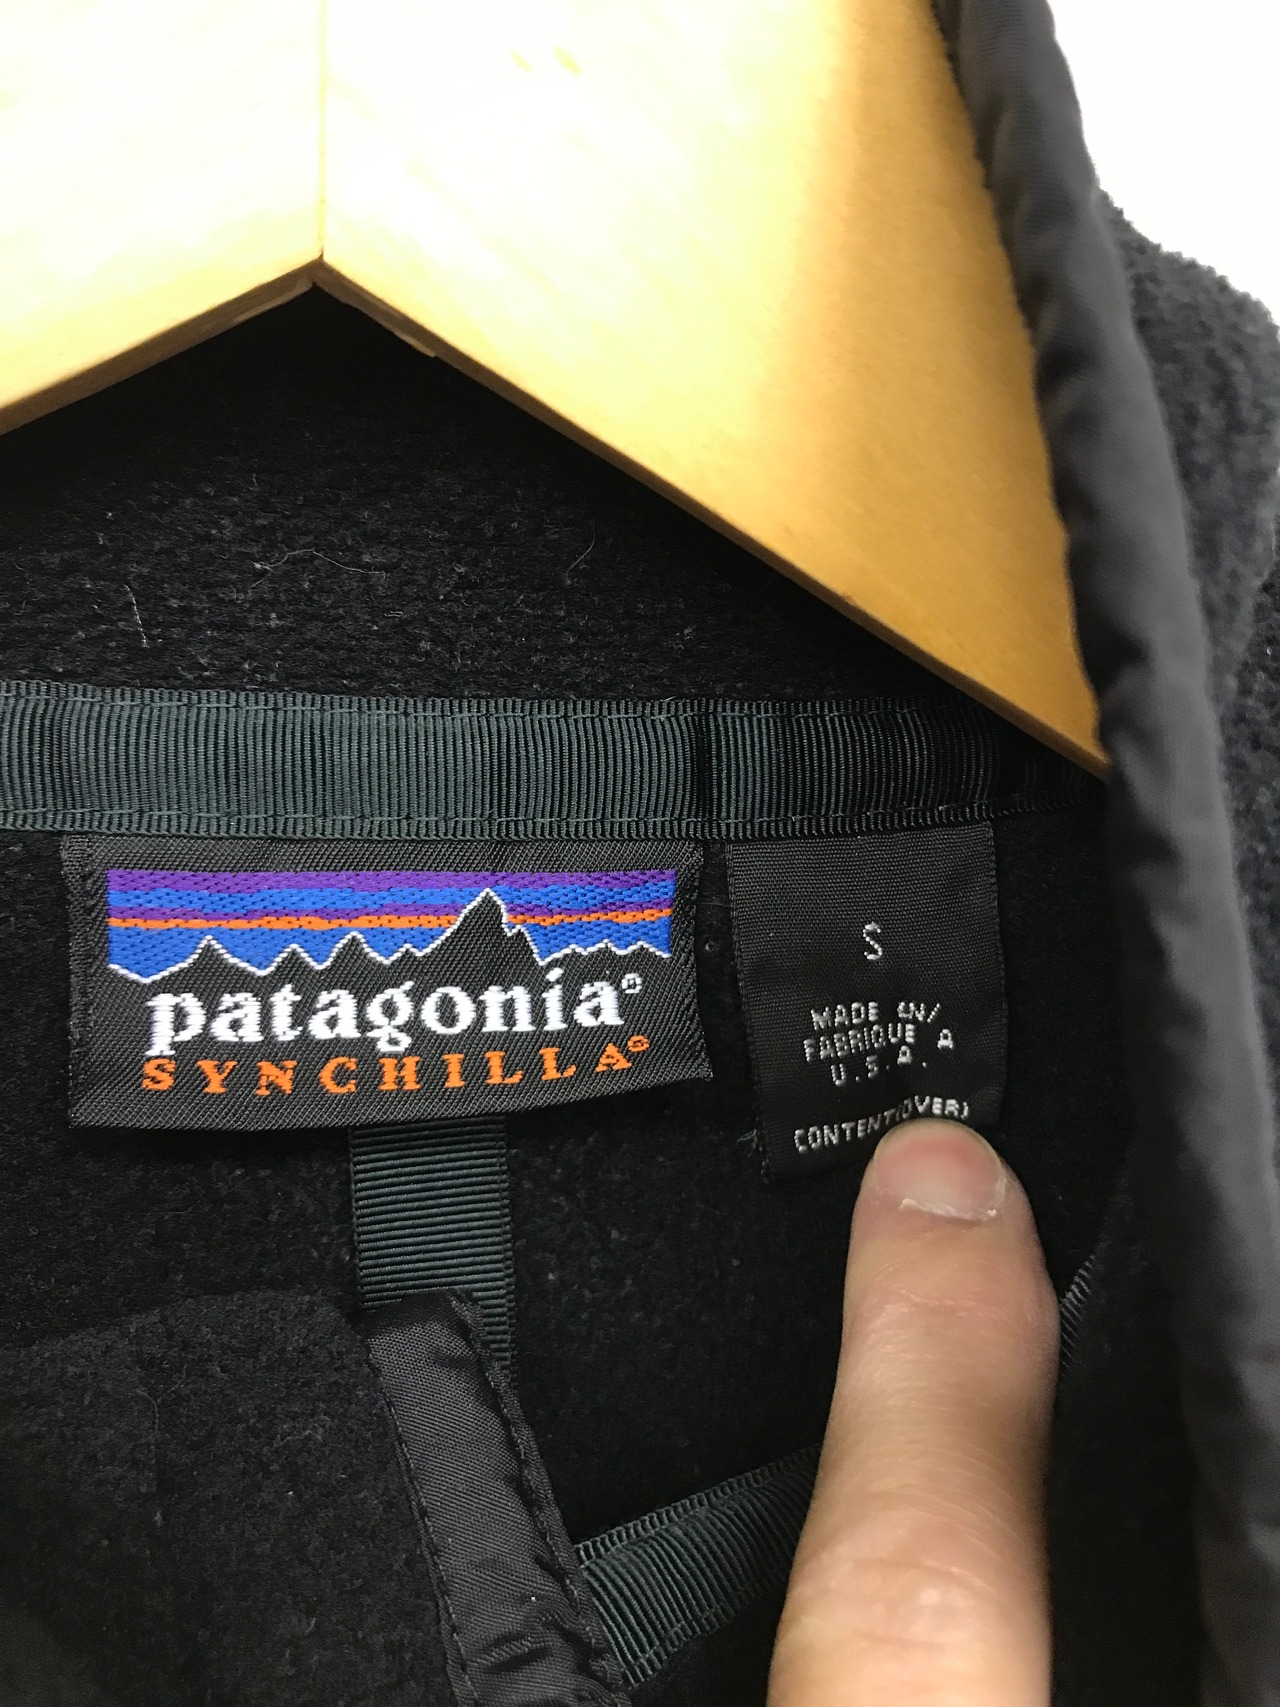 patagonia®
SYNCHILLA®
S
MADE IN/
FABRIQUE A
U.S.A.
CONTENT(OVER)